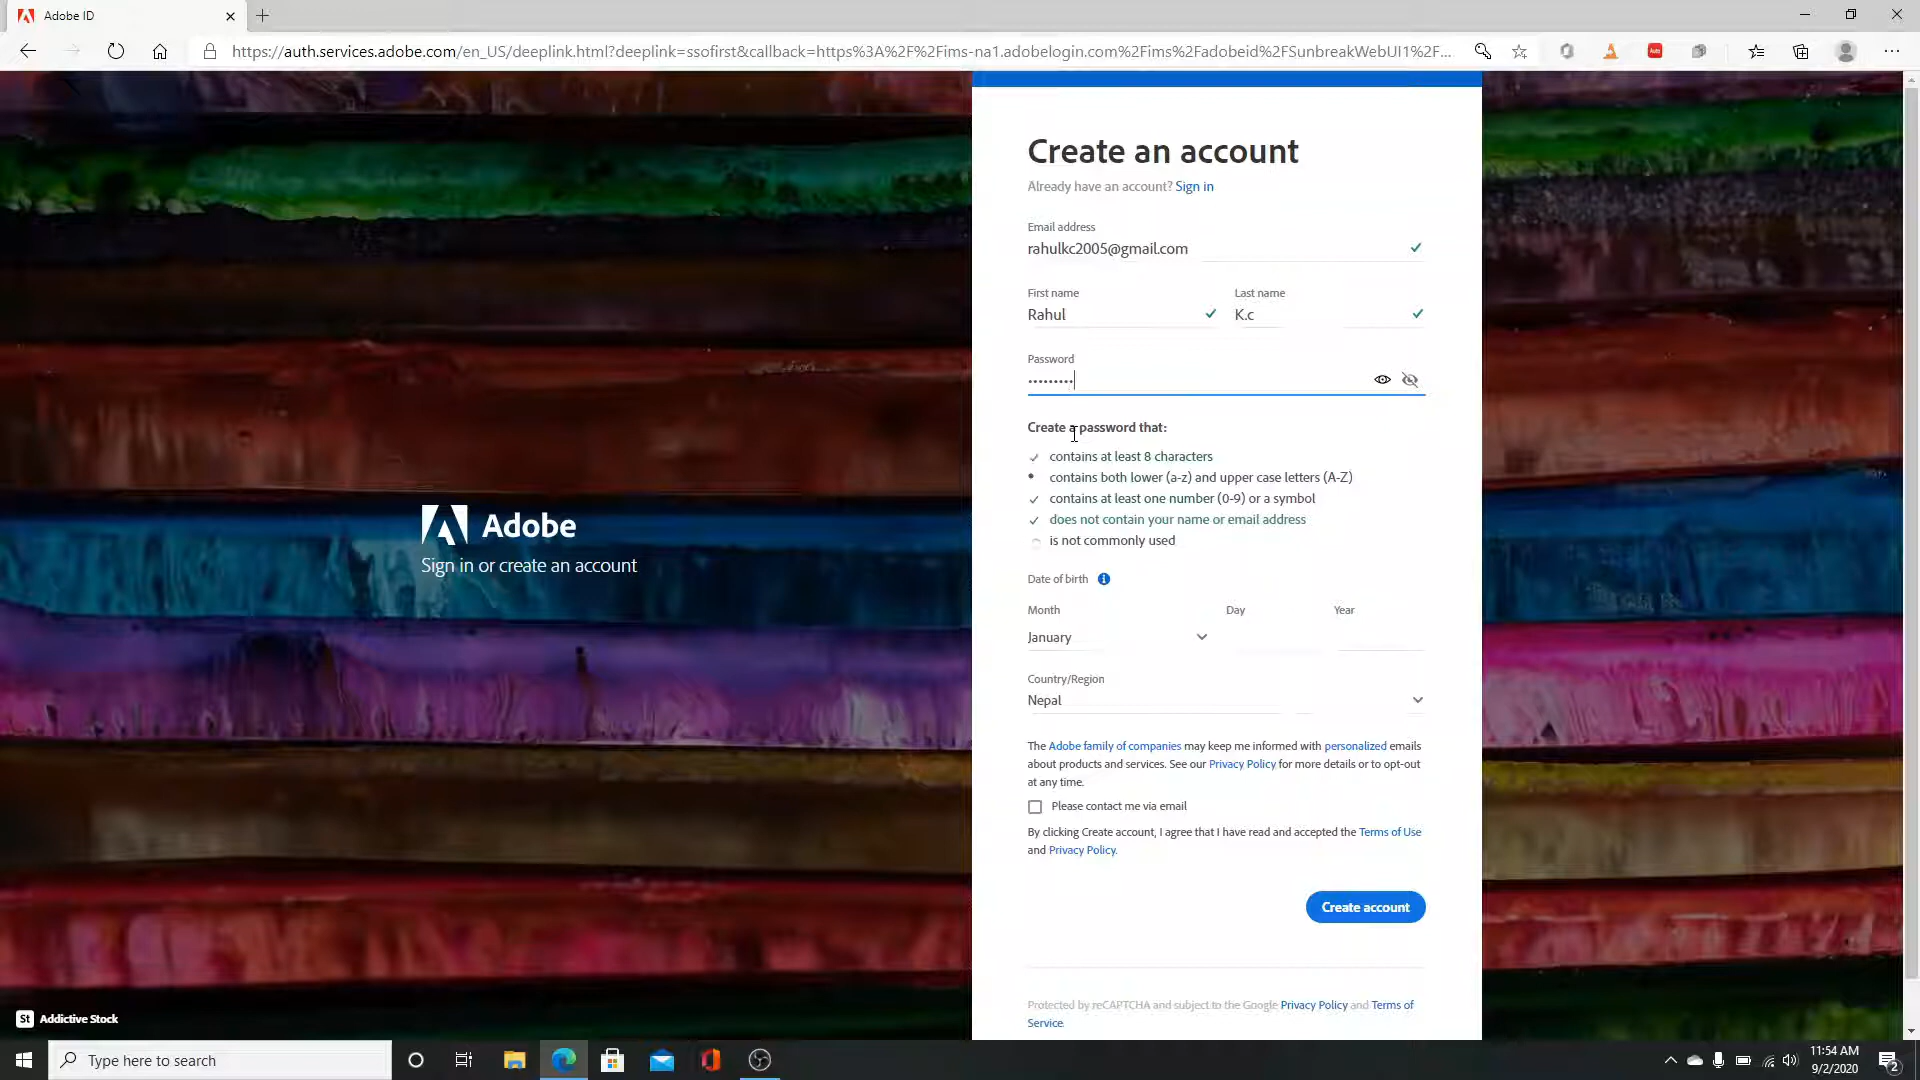 Adobe ID
https://auth.services.adobe.com/en_US/deeplink.html?deeplink=ssofirst&callback=https%3A%2F%2Fims-na1.adobelogin.com%2Fims%2Fadobeid%2FSunbreakWebUI1%2F...
Create an account
Already have an account? Sign in
Email address
rahulkc2005@gmail.com
First name Last name
Rahul K.c
Password
•••••••••
Create a password that:
contains at least 8 characters
• contains both lower (a-z) and upper case letters (A-Z)
contains at least one number (0-9) or a symbol
does not contain your name or email address
is not commonly used
Adobe
Sign in or create an account
Date of birth
Month Day Year
January
Country/Region
Nepal
The Adobe family of companies may keep me informed with personalized emails
about products and services. See our Privacy Policy for more details or to opt-out
at any time.
Please contact me via email
By clicking Create account, I agree that I have read and accepted the Terms of Use
and Privacy Policy.
Create account
Protected by reCAPTCHA and subject to the Google Privacy Policy and Terms of
Service.
St Addictive Stock
Type here to search
11:54 AM
9/2/2020
2